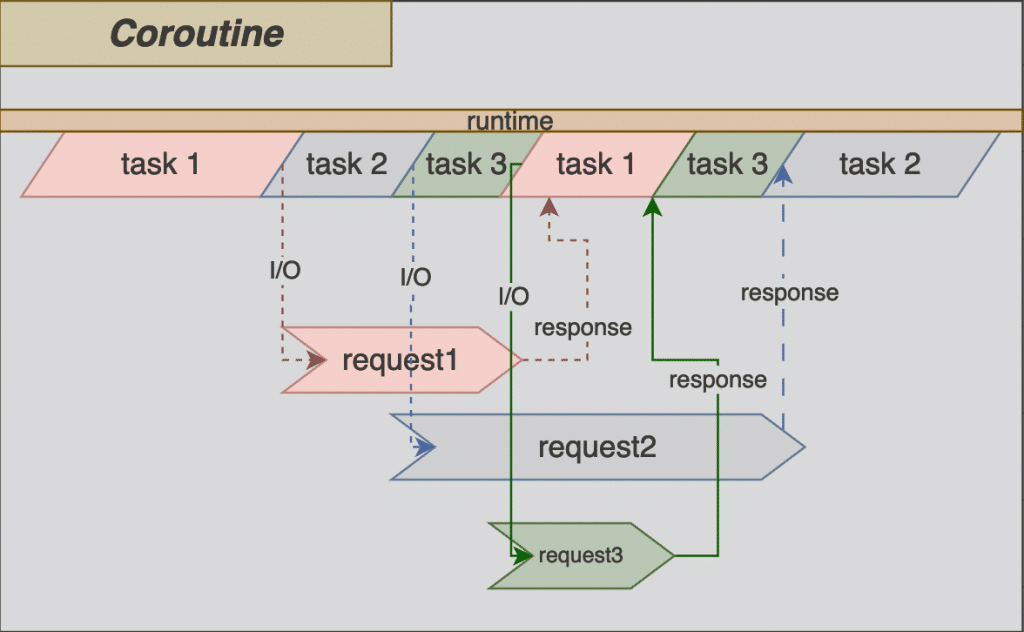 Coroutine
runtime
task 1
task 2
task 3
task 1
task 3
task 2
I/O
I/O
I/O
response
response
response
request1
request2
request3